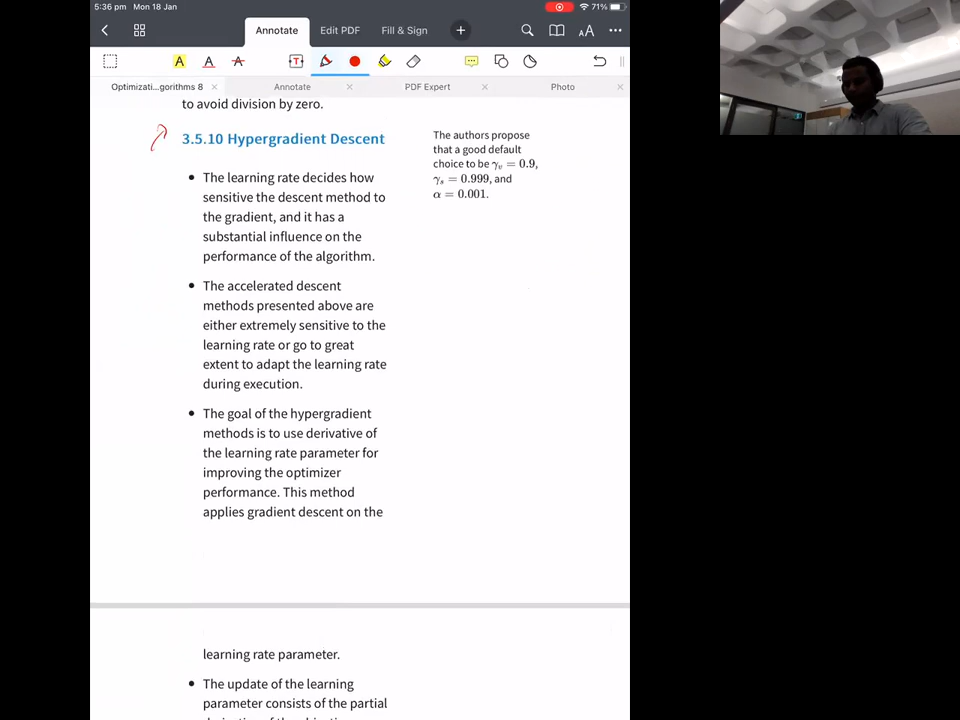 5:36 pm Mon 18 Jan
71%
Annotate
Edit PDF
Fill & Sign
AA
A
A
A
T
Optimizati...gorithms 8
Annotate
PDF Expert
Photo
to avoid division by zero.
3.5.10 Hypergradient Descent
• The learning rate decides how
sensitive the descent method to
the gradient, and it has a
substantial influence on the
performance of the algorithm.
• The accelerated descent
methods presented above are
either extremely sensitive to the
learning rate or go to great
extent to adapt the learning rate
during execution.
• The goal of the hypergradient
methods is to use derivative of
the learning rate parameter for
improving the optimizer
performance. This method
applies gradient descent on the
The authors propose
that a good default
choice to be γᵥ = 0.9,
γₛ = 0.999, and
α = 0.001.
learning rate parameter.
• The update of the learning
parameter consists of the partial